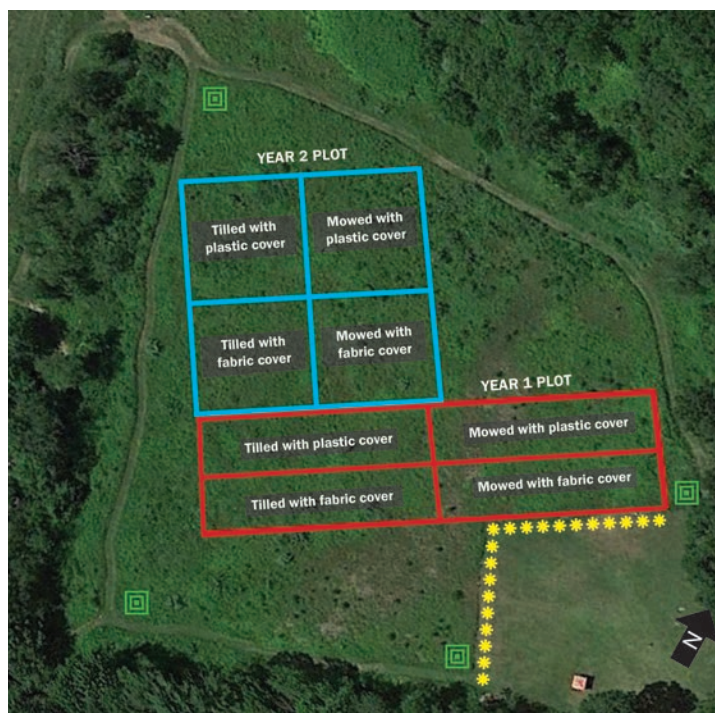 YEAR 2 PLOT
Tilled with
plastic cover
Mowed with
plastic cover
Tilled with
fabric cover
Mowed with
fabric cover
YEAR 1 PLOT
Tilled with plastic cover
Mowed with plastic cover
Tilled with fabric cover
Mowed with fabric cover
N